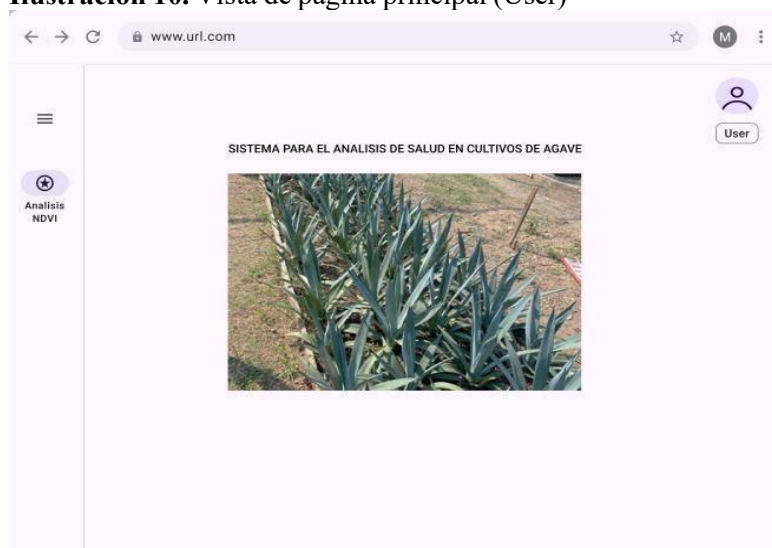 Ilustración 16. Vista de página principal (User)
www.url.com
M
User
SISTEMA PARA EL ANALISIS DE SALUD EN CULTIVOS DE AGAVE
Analisis
NDVI